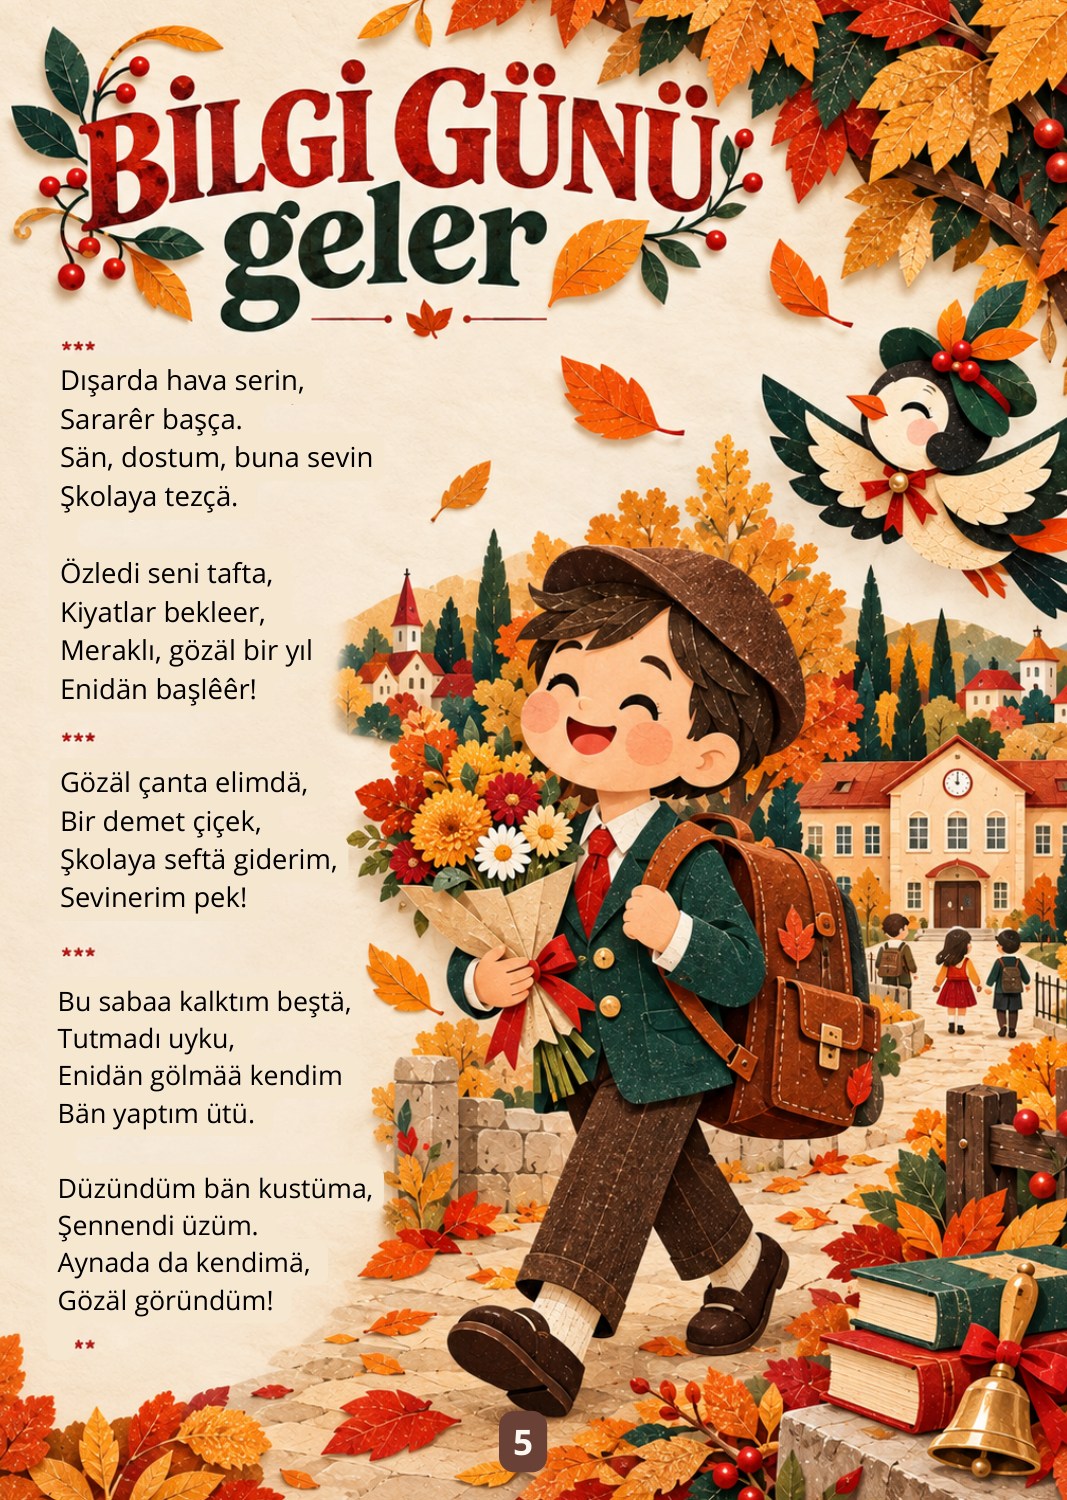 BİLGİ GÜNÜ
geler
***
Dışarda hava serin,
Sararêr başça.
Sän, dostum, buna sevin
Şkolaya tezçä.
Özledi seni tafta,
Kiyatlar bekleer,
Meraklı, gözäl bir yıl
Enidän başlêêr!
***
Gözäl çanta elimdä,
Bir demet çiçek,
Şkolaya seftä giderim,
Sevinerim pek!
***
Bu sabaa kalktım beştä,
Tutmadı uyku,
Enidän gölmää kendim
Bän yaptım ütü.
Düzündüm bän kustüma,
Şennendi üzüm.
Aynada da kendimä,
Gözäl göründüm!
**
5